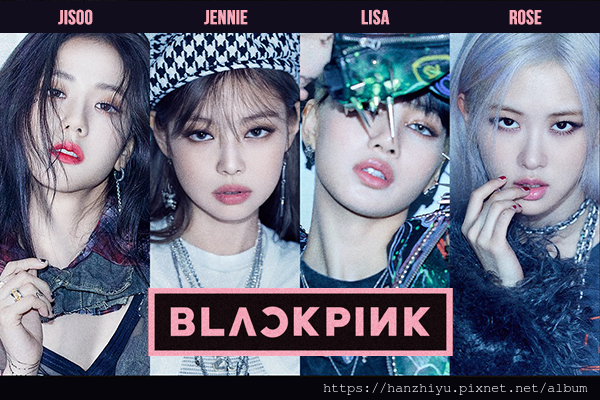 JISOO
JENNIE
LISA
ROSE
BLACKPINK
https://hanzhiyu.pixnet.net/album